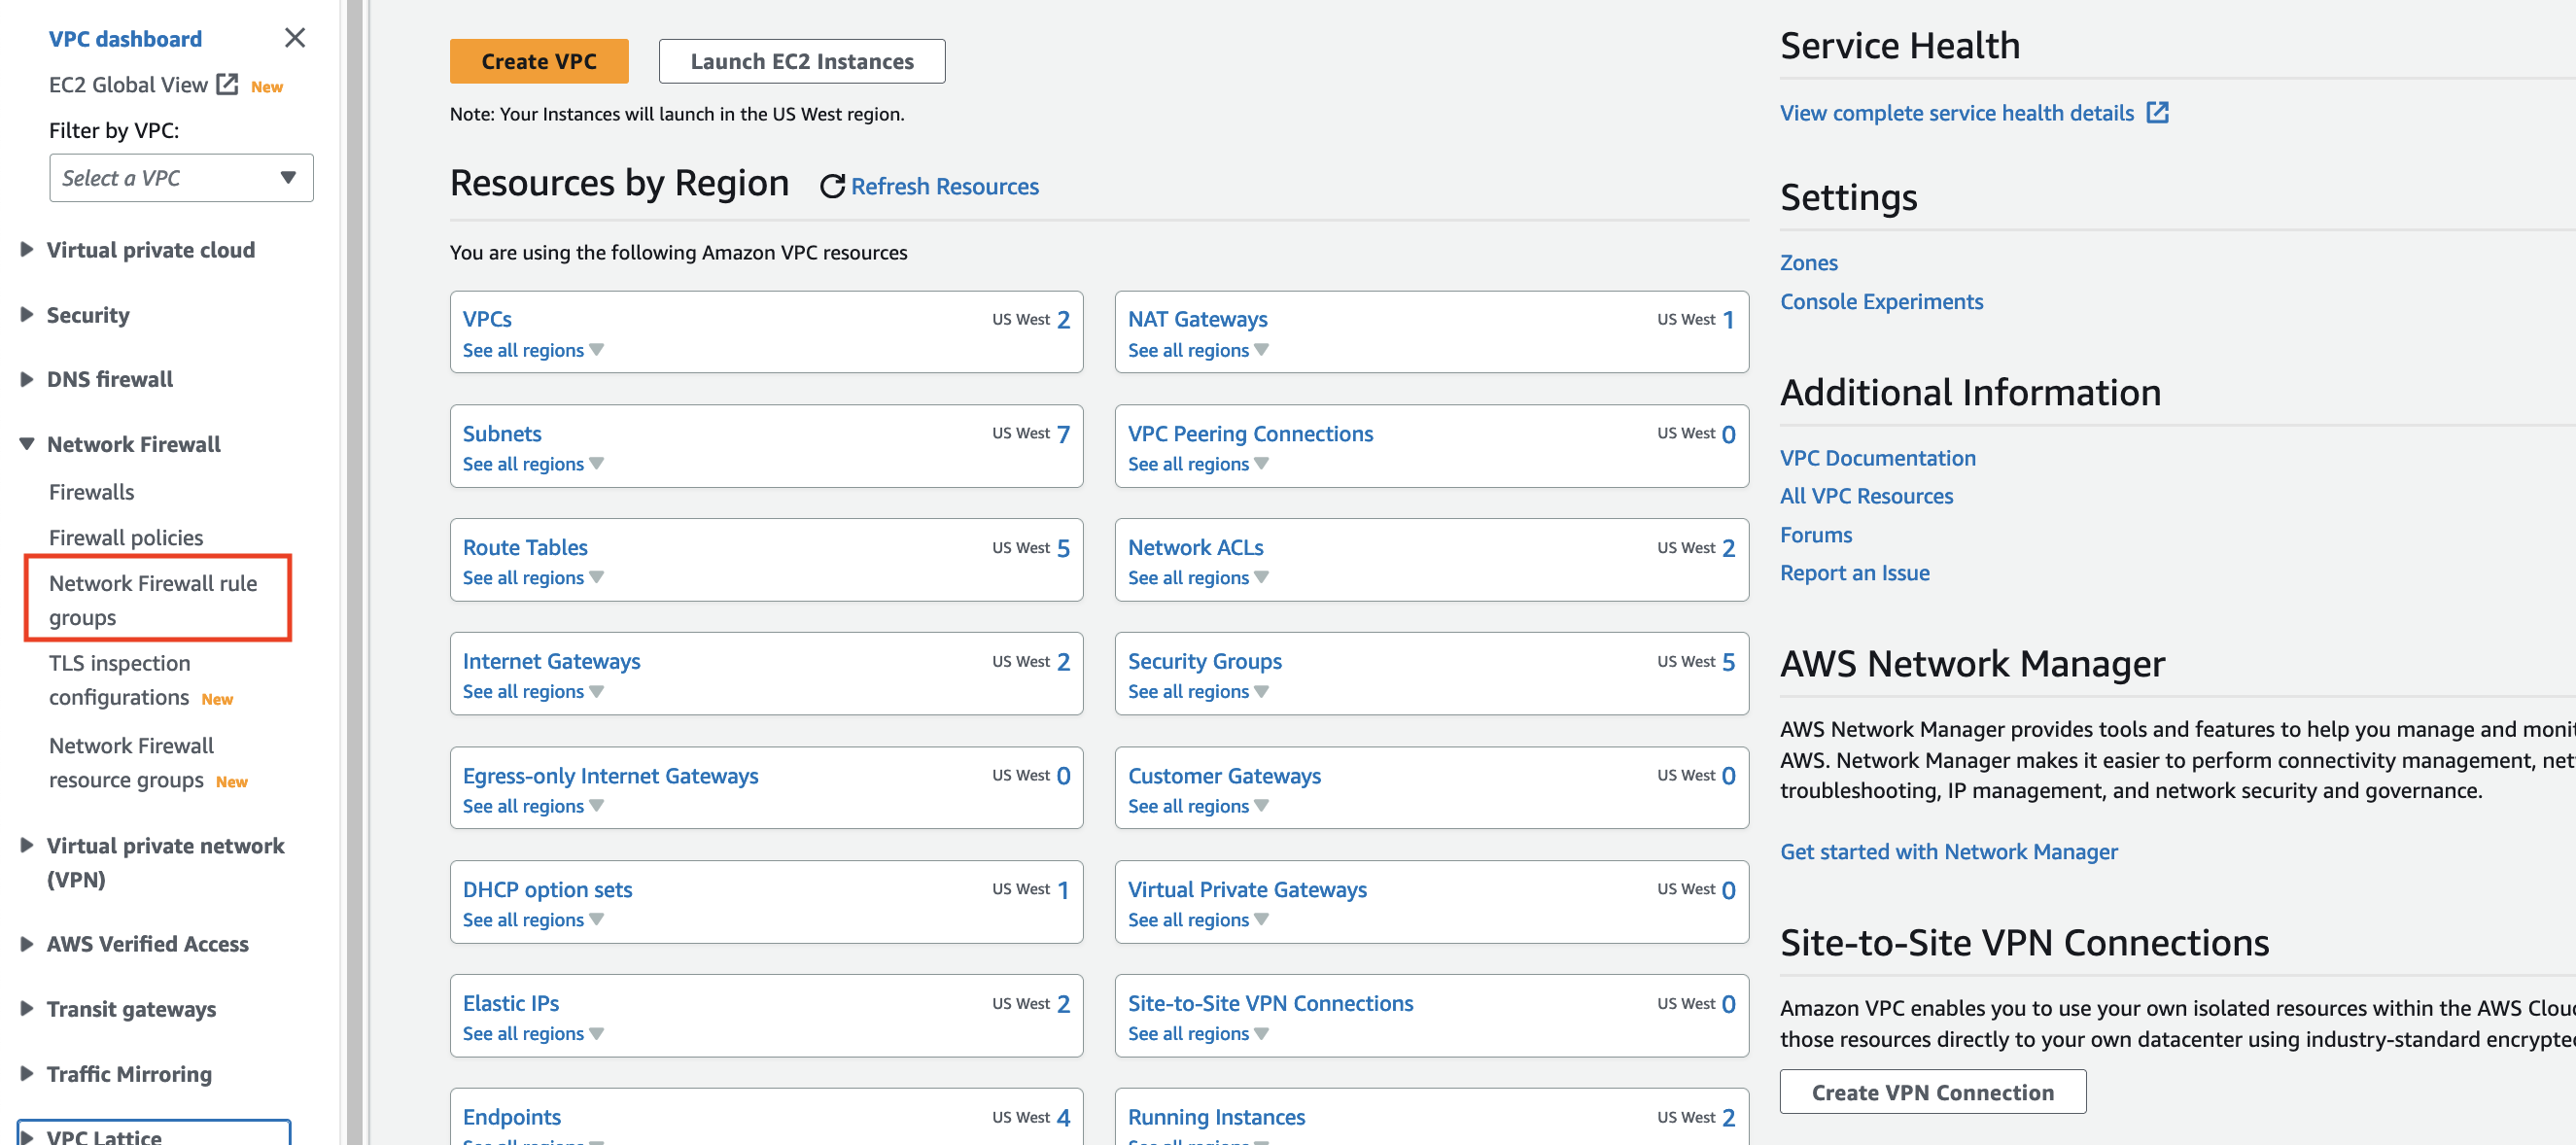 VPC dashboard
EC2 Global View New
Filter by VPC:
Select a VPC
Virtual private cloud
Security
DNS firewall
Network Firewall
Firewalls
Firewall policies
Network Firewall rule
groups
TLS inspection
configurations New
Network Firewall
resource groups New
Virtual private network
(VPN)
AWS Verified Access
Transit gateways
Traffic Mirroring
VPC Lattice
Create VPC
Launch EC2 Instances
Note: Your Instances will launch in the US West region.
Resources by Region Refresh Resources
You are using the following Amazon VPC resources
VPCs US West 2
See all regions
NAT Gateways US West 1
See all regions
Subnets US West 7
See all regions
VPC Peering Connections US West 0
See all regions
Route Tables US West 5
See all regions
Network ACLs US West 2
See all regions
Internet Gateways US West 2
See all regions
Security Groups US West 5
See all regions
Egress-only Internet Gateways US West 0
See all regions
Customer Gateways US West 0
See all regions
DHCP option sets US West 1
See all regions
Virtual Private Gateways US West 0
See all regions
Elastic IPs US West 2
See all regions
Site-to-Site VPN Connections US West 0
See all regions
Endpoints US West 4
See all regions
Running Instances US West 2
See all regions
Service Health
View complete service health details
Settings
Zones
Console Experiments
Additional Information
VPC Documentation
All VPC Resources
Forums
Report an Issue
AWS Network Manager
AWS Network Manager provides tools and features to help you manage and monit
AWS. Network Manager makes it easier to perform connectivity management, net
troubleshooting, IP management, and network security and governance.
Get started with Network Manager
Site-to-Site VPN Connections
Amazon VPC enables you to use your own isolated resources within the AWS Clou
those resources directly to your own datacenter using industry-standard encrypte
Create VPN Connection